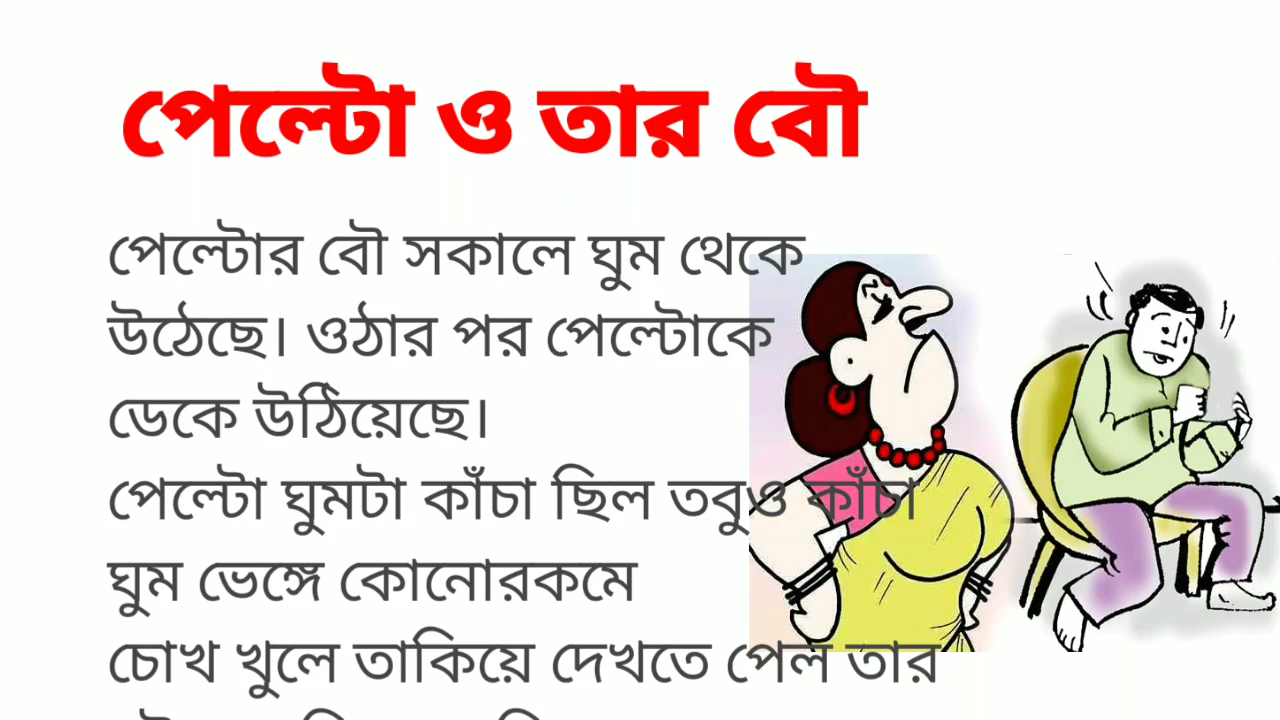 পেল্টো ও তার বৌ
পেল্টোর বৌ সকালে ঘুম থেকে
উঠেছে। ওঠার পর পেল্টোকে
ডেকে উঠিয়েছে।
পেল্টো ঘুমটা কাঁচা ছিল তবুও কাঁচা
ঘুম ভেঙ্গে কোনোরকমে
চোখ খুলে তাকিয়ে দেখতে পেল তার